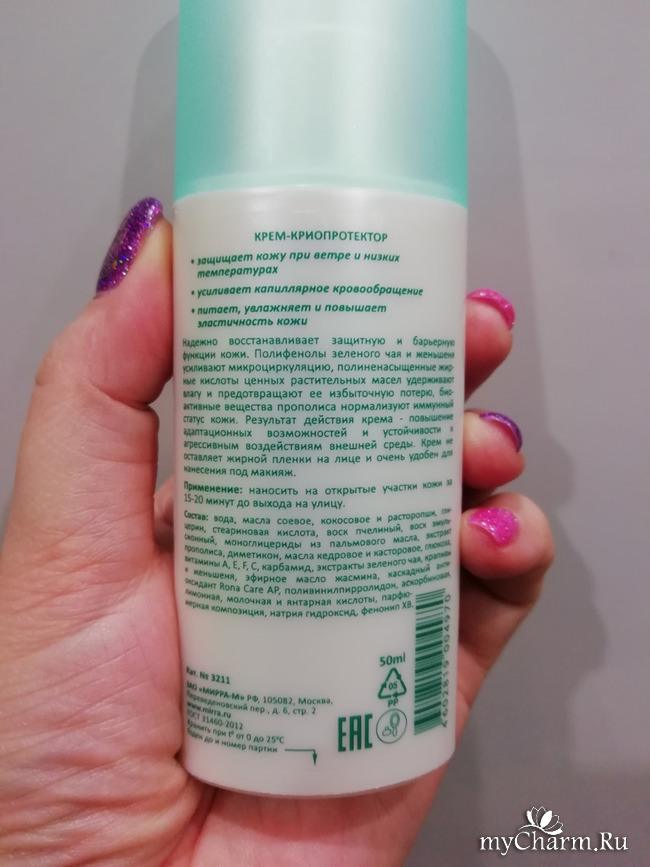 КРЕМ-КРИОПРОТЕКТОР
• защищает кожу при ветре и низких
температурах
• усиливает капиллярное кровообращение
• питает, увлажняет и повышает
эластичность кожи
Надежно восстанавливает защитную и барьерную
функции кожи. Полифенолы зеленого чая и женьшеня
усиливают микроциркуляцию, полиненасыщенные жир-
ные кислоты ценных растительных масел удерживают
влагу и предотвращают ее избыточную потерю, био-
активные вещества прополиса нормализуют иммунный
статус кожи. Результат действия крема - повышение
адаптационных возможностей и устойчивости к
агрессивным воздействиям внешней среды. Крем не
оставляет жирной пленки на лице и очень удобен для
нанесения под макияж.
Применение: наносить на открытые участки кожи за
15-20 минут до выхода на улицу.
Состав: вода, масла соевое, кокосовое и расторопши, гли-
церин, стеариновая кислота, воск пчелиный, воск эмуль-
сионный, моноглицериды из пальмового масла, экстракт
прополиса, диметикон, масла кедровое и касторовое, глюкоза,
витамины А, Е, F, С, карбамид, экстракты зеленого чая, крапивы
и женьшеня, эфирное масло жасмина, каскадный анти-
оксидант Rona Care AP, поливинилпирролидон, аскорбиновая,
лимонная, молочная и янтарная кислоты, парфю-
мерная композиция, натрия гидроксид, фенонип ХВ.
Кат. № 3211
ЗАО «МИРРА-М» РФ, 105082, Москва,
Переведеновский пер., д. 6, стр. 2
www.mirra.ru
ГОСТ 31460-2012
Хранить при t° от 0 до 25°С
Годен до и номер партии
50ml
05
PP
ЕАС
4602819004970
myCharm.Ru